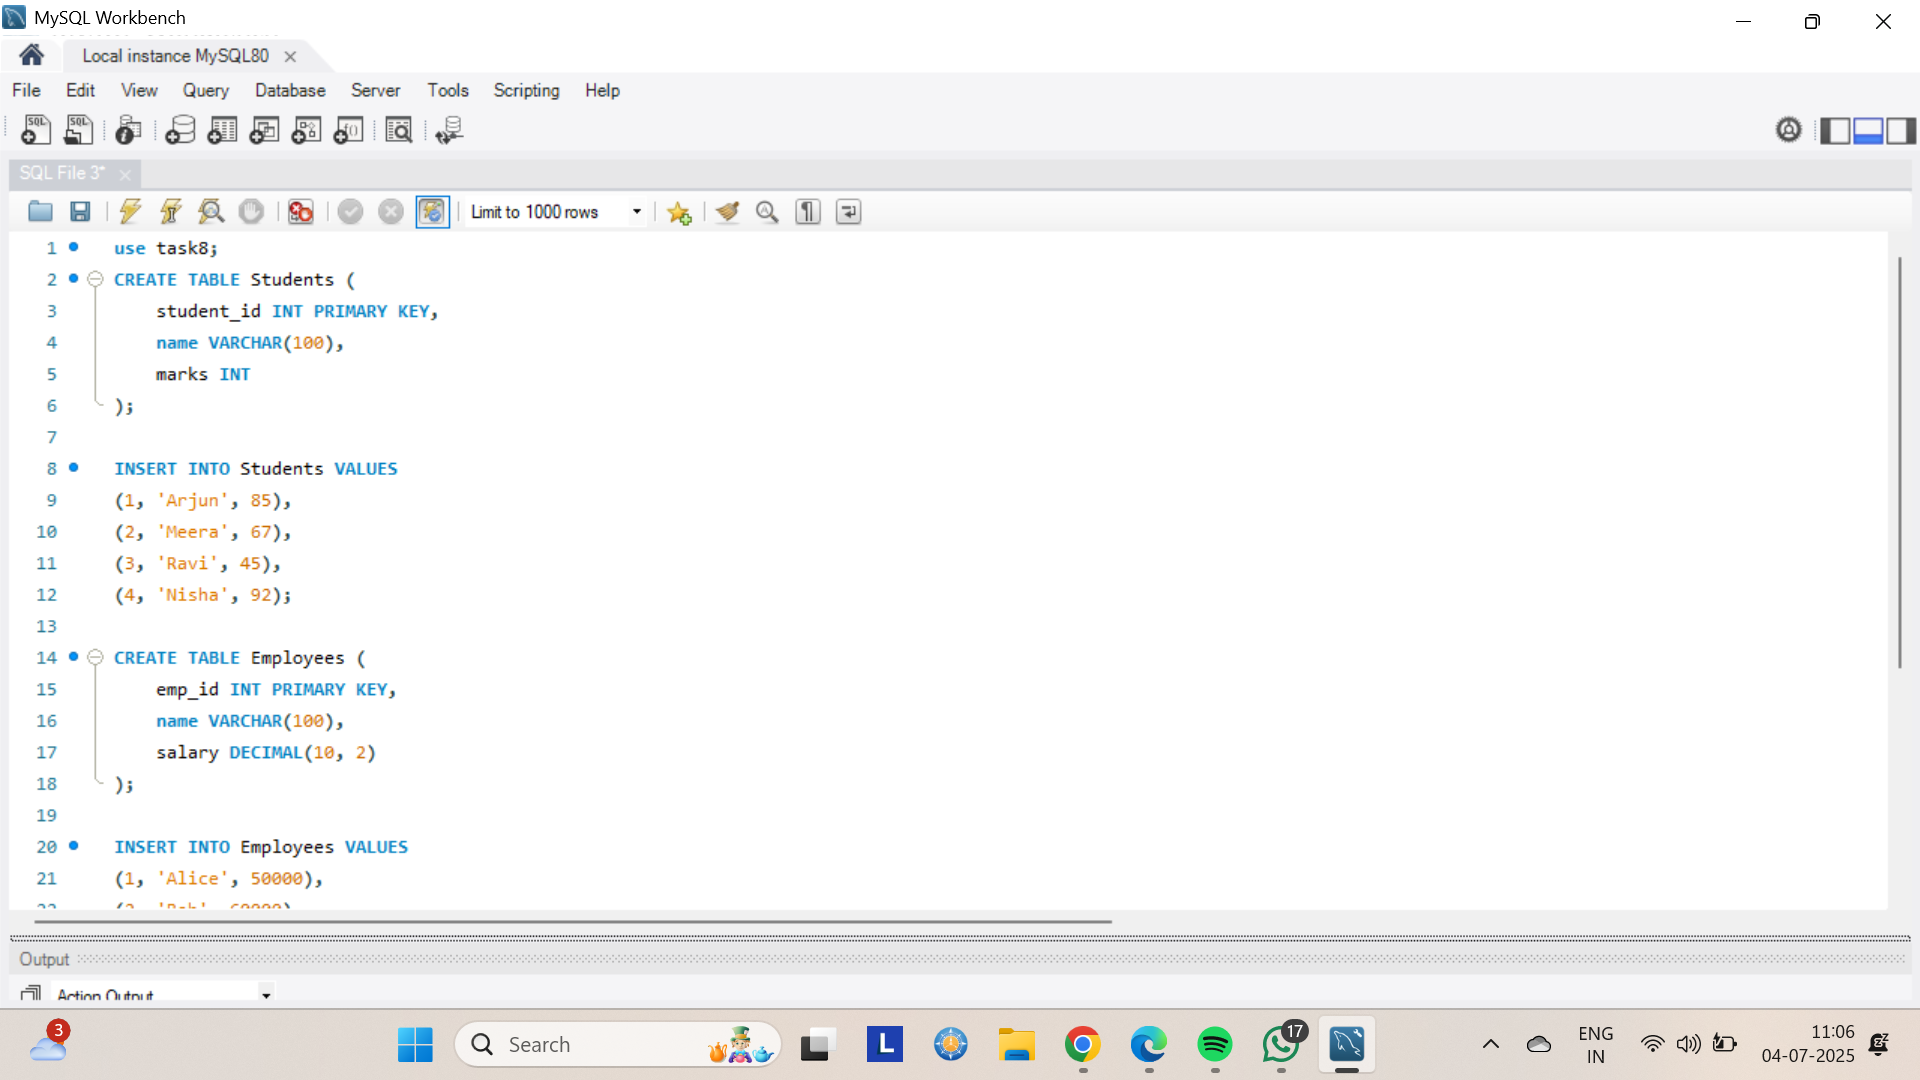 MySQL Workbench
Local instance MySQL80
File Edit View Query Database Server Tools Scripting Help
SQL SQL
SQL File 3*
Limit to 1000 rows
1 use task8;
2 CREATE TABLE Students (
3 student_id INT PRIMARY KEY,
4 name VARCHAR(100),
5 marks INT
6 );
7
8 INSERT INTO Students VALUES
9 (1, 'Arjun', 85),
10 (2, 'Meera', 67),
11 (3, 'Ravi', 45),
12 (4, 'Nisha', 92);
13
14 CREATE TABLE Employees (
15 emp_id INT PRIMARY KEY,
16 name VARCHAR(100),
17 salary DECIMAL(10, 2)
18 );
19
20 INSERT INTO Employees VALUES
21 (1, 'Alice', 50000),
Output
Action Output
3
Search
L
17
ENG
IN
11:06
04-07-2025